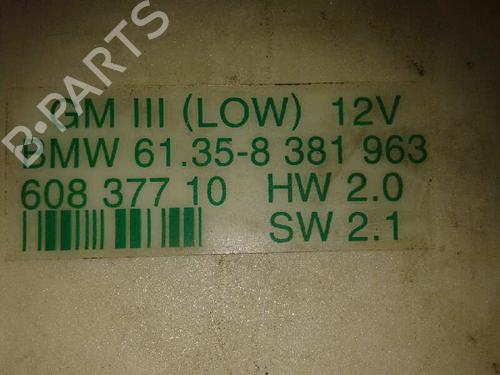 B-PARTS
GM III (LOW) 12V
BMW 61.35-8 381 963
608 377 10 HW 2.0
SW 2.1